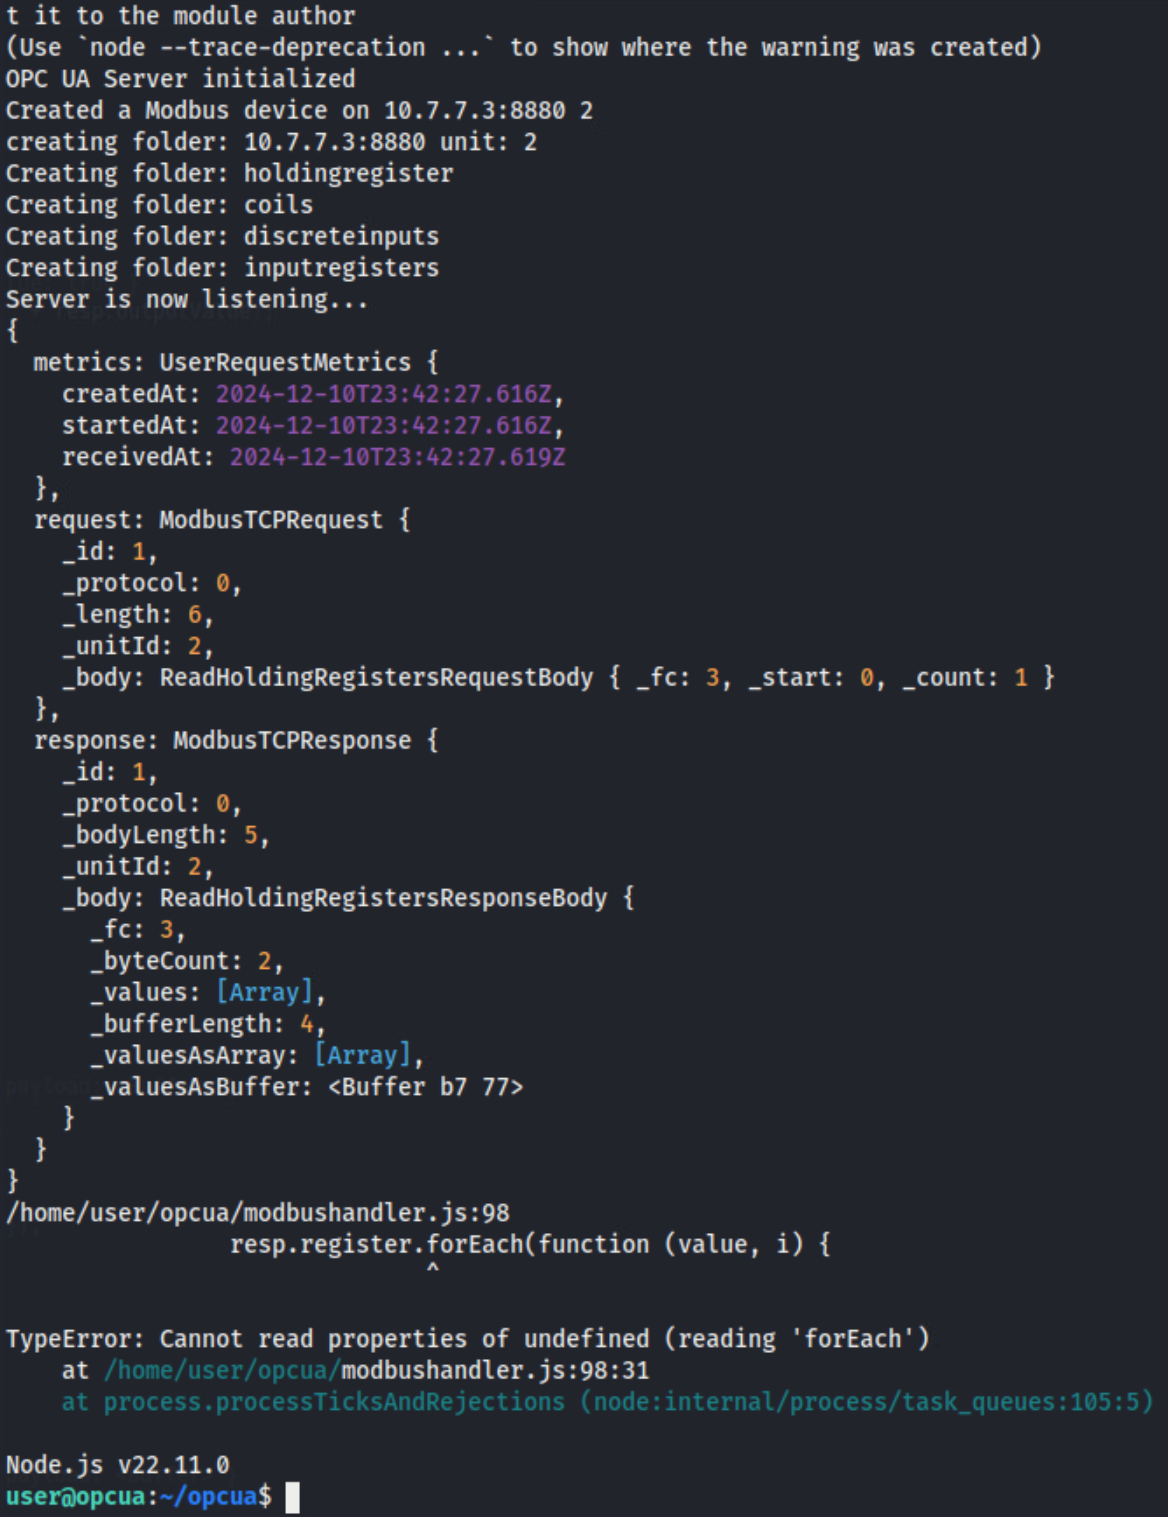 t it to the module author
(Use `node --trace-deprecation ...` to show where the warning was created)
OPC UA Server initialized
Created a Modbus device on 10.7.7.3:8880 2
creating folder: 10.7.7.3:8880 unit: 2
Creating folder: holdingregister
Creating folder: coils
Creating folder: discreteinputs
Creating folder: inputregisters
Server is now listening...
{
  metrics: UserRequestMetrics {
    createdAt: 2024-12-10T23:42:27.616Z,
    startedAt: 2024-12-10T23:42:27.616Z,
    receivedAt: 2024-12-10T23:42:27.619Z
  },
  request: ModbusTCPRequest {
    _id: 1,
    _protocol: 0,
    _length: 6,
    _unitId: 2,
    _body: ReadHoldingRegistersRequestBody { _fc: 3, _start: 0, _count: 1 }
  },
  response: ModbusTCPResponse {
    _id: 1,
    _protocol: 0,
    _bodyLength: 5,
    _unitId: 2,
    _body: ReadHoldingRegistersResponseBody {
      _fc: 3,
      _byteCount: 2,
      _values: [Array],
      _bufferLength: 4,
      _valuesAsArray: [Array],
      _valuesAsBuffer: <Buffer b7 77>
    }
  }
}
/home/user/opcua/modbushandler.js:98
                resp.register.forEach(function (value, i) {
                              ^
TypeError: Cannot read properties of undefined (reading 'forEach')
    at /home/user/opcua/modbushandler.js:98:31
    at process.processTicksAndRejections (node:internal/process/task_queues:105:5)
Node.js v22.11.0
user@opcua:~/opcua$